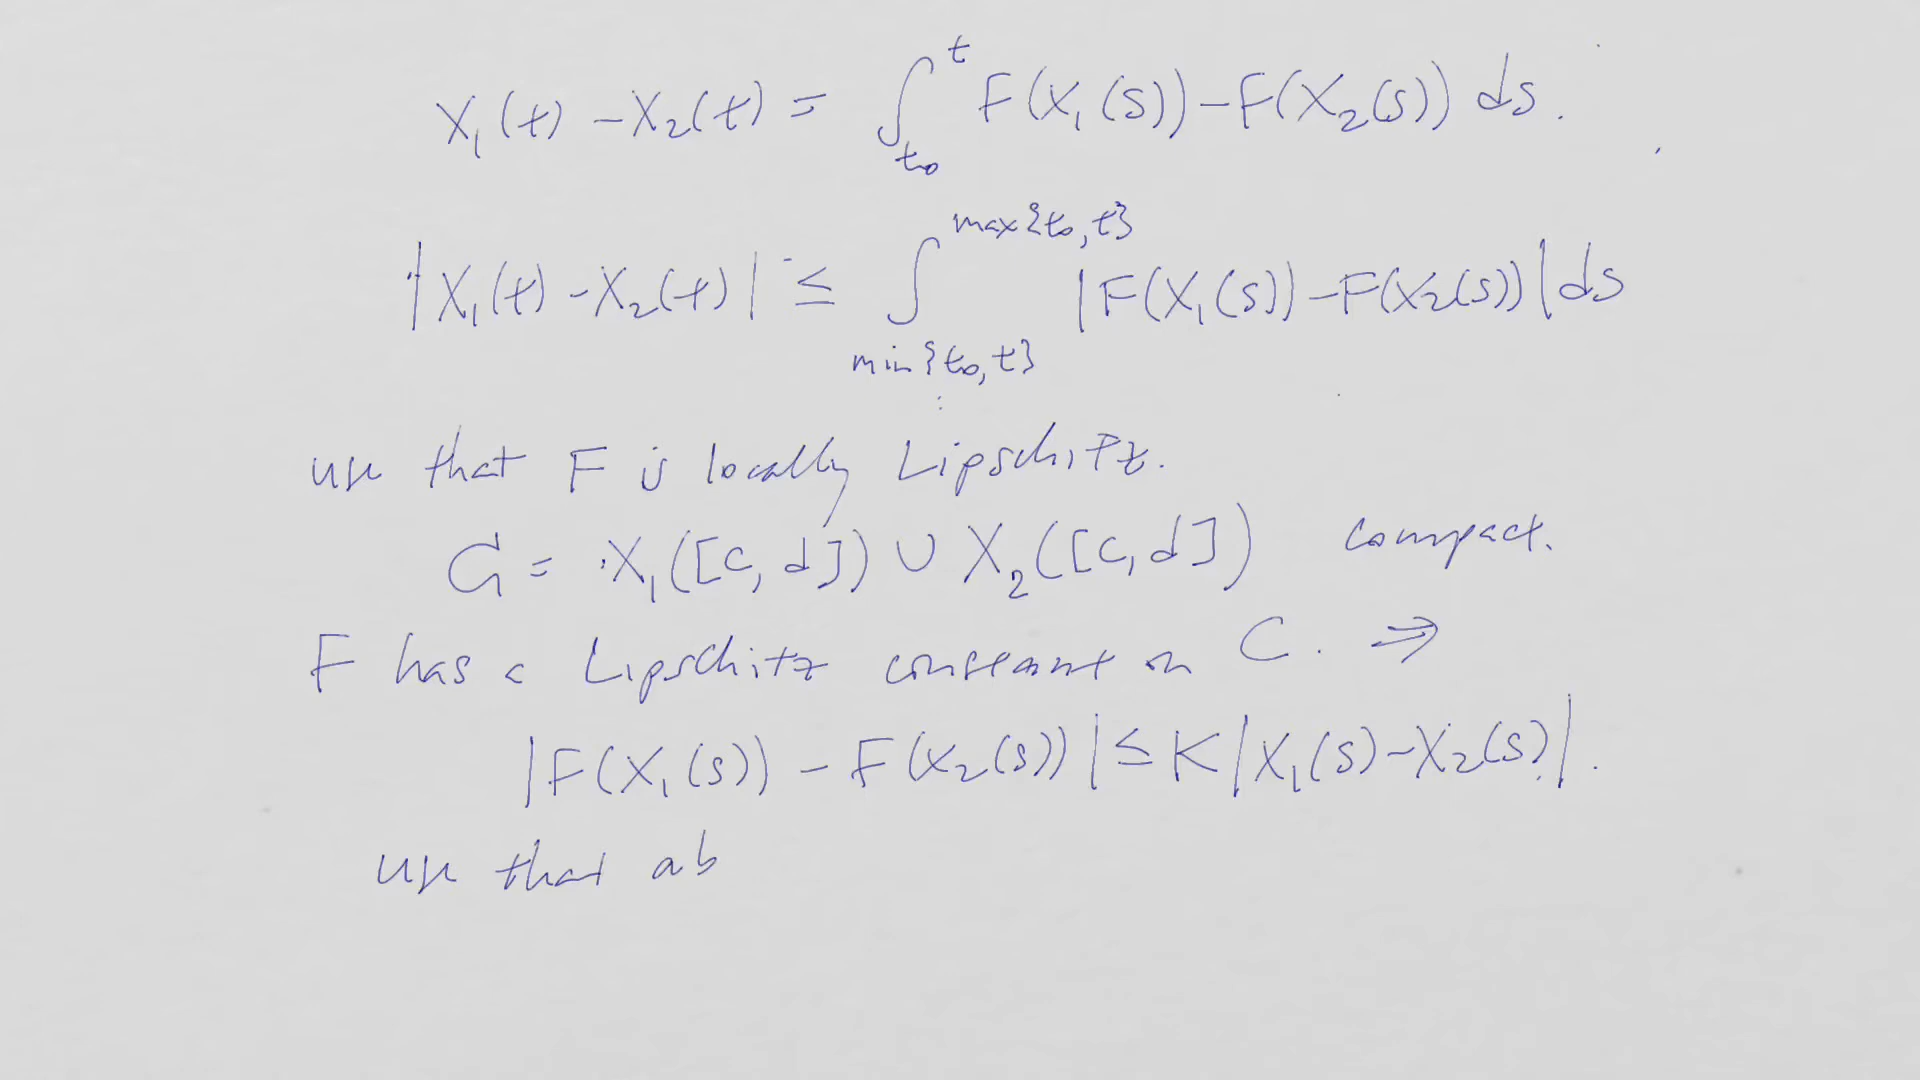 X₁(t) - X₂(t) = ∫_{t₀}^{t} F(X₁(s)) - F(X₂(s)) ds.
|X₁(t) - X₂(t)| ≤ ∫_{min{t₀,t}}^{max{t₀,t}} |F(X₁(s)) - F(X₂(s))| ds
use that F is locally Lipschitz.
C = X₁([c,d]) ∪ X₂([c,d]) compact.
F has a Lipschitz constant on C. ⇒
|F(X₁(s)) - F(X₂(s))| ≤ K|X₁(s) - X₂(s)|.
use that ab